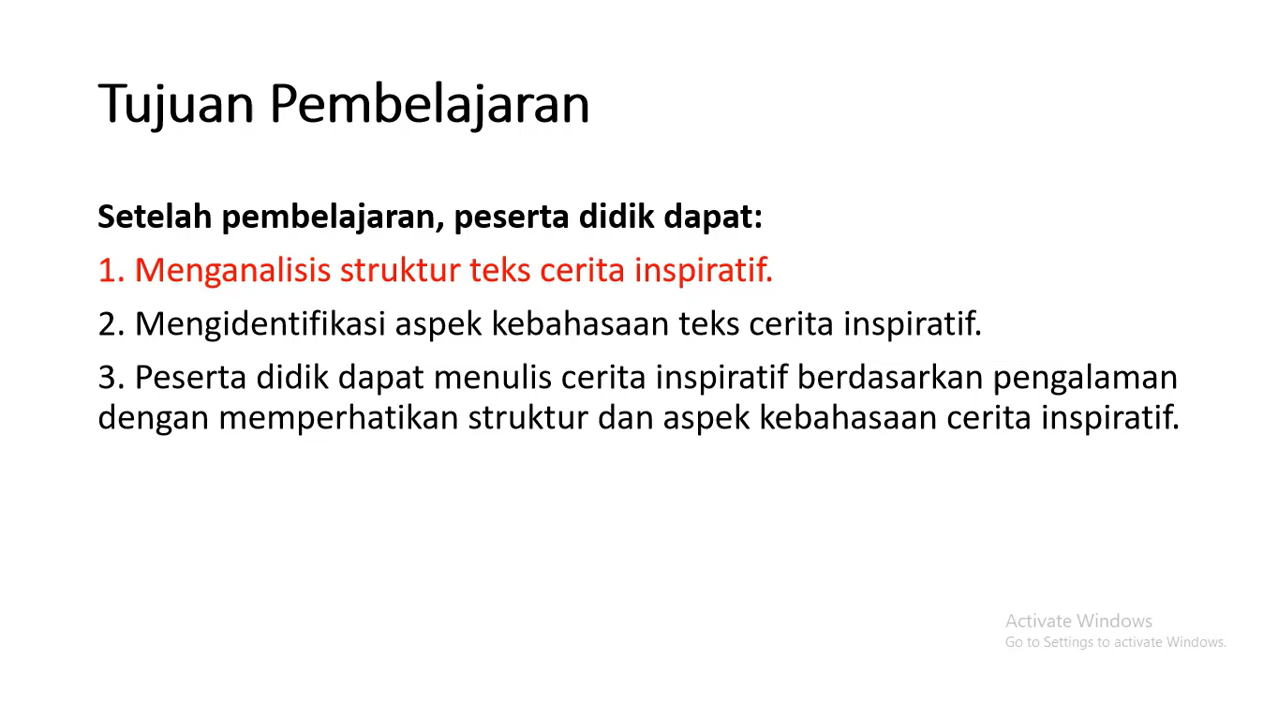 Tujuan Pembelajaran
Setelah pembelajaran, peserta didik dapat:
1. Menganalisis struktur teks cerita inspiratif.
2. Mengidentifikasi aspek kebahasaan teks cerita inspiratif.
3. Peserta didik dapat menulis cerita inspiratif berdasarkan pengalaman
dengan memperhatikan struktur dan aspek kebahasaan cerita inspiratif.
Activate Windows
Go to Settings to activate Windows.